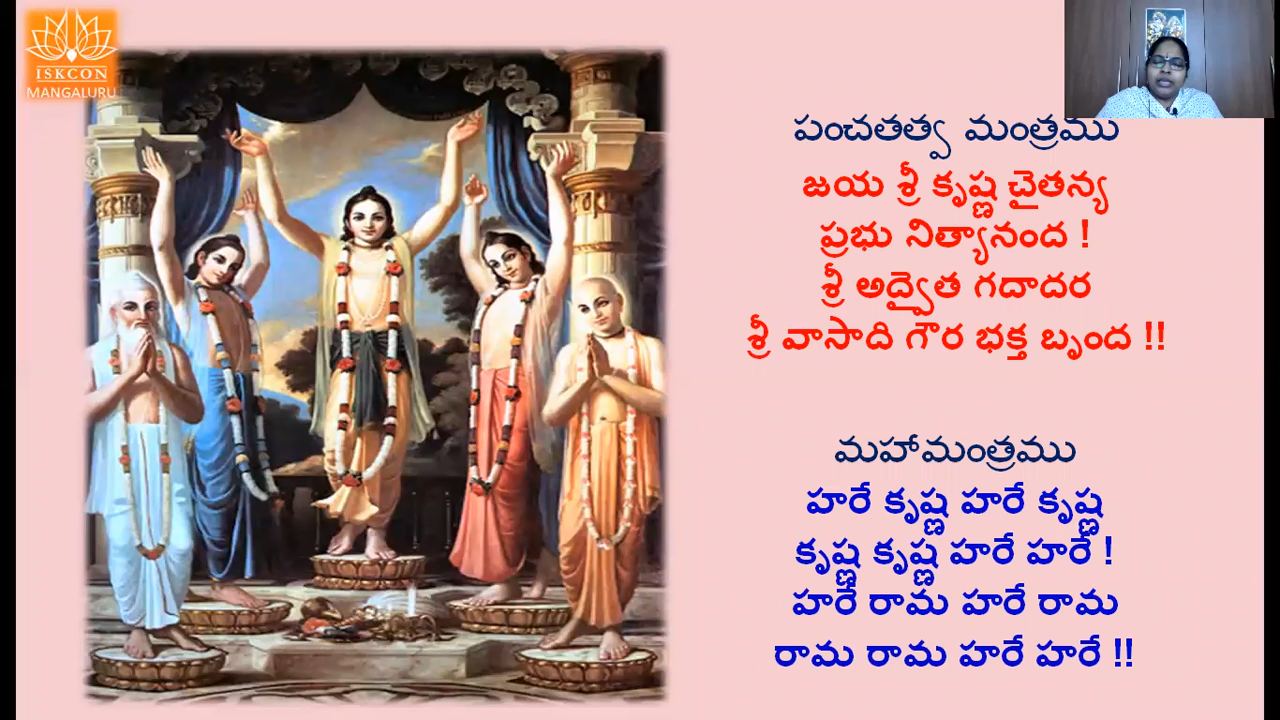 ISKCON
MANGALURU
పంచతత్వ మంత్రము
జయ శ్రీ కృష్ణ చైతన్య
ప్రభు నిత్యానంద !
శ్రీ అద్వైత గదాదర
శ్రీ వాసాది గౌర భక్త బృంద !!
మహామంత్రము
హరే కృష్ణ హరే కృష్ణ
కృష్ణ కృష్ణ హరే హరే !
హరే రామ హరే రామ
రామ రామ హరే హరే !!